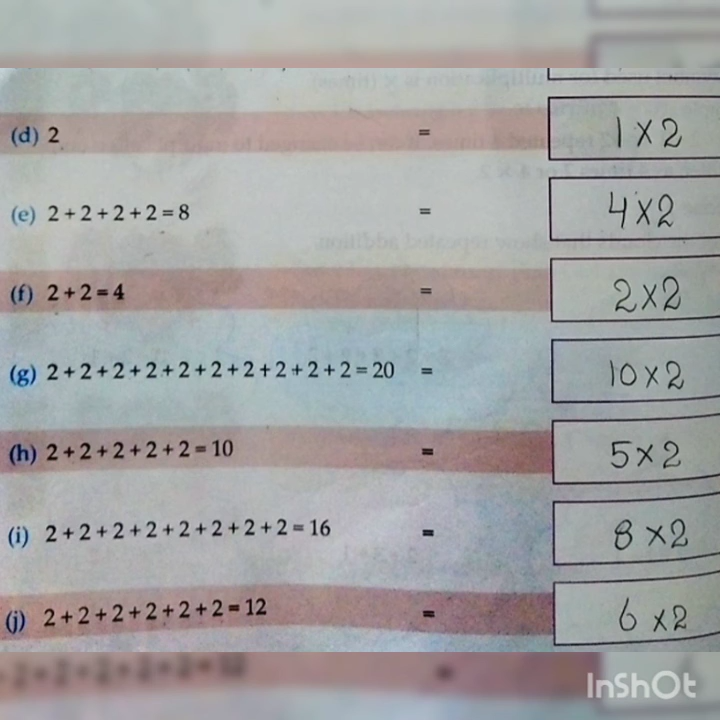 (d) 2 = 1 × 2
(e) 2 + 2 + 2 + 2 = 8 = 4 × 2
(f) 2 + 2 = 4 = 2 × 2
(g) 2 + 2 + 2 + 2 + 2 + 2 + 2 + 2 + 2 + 2 = 20 = 10 × 2
(h) 2 + 2 + 2 + 2 + 2 = 10 = 5 × 2
(i) 2 + 2 + 2 + 2 + 2 + 2 + 2 + 2 = 16 = 8 × 2
(j) 2 + 2 + 2 + 2 + 2 + 2 = 12 = 6 × 2
InShOt